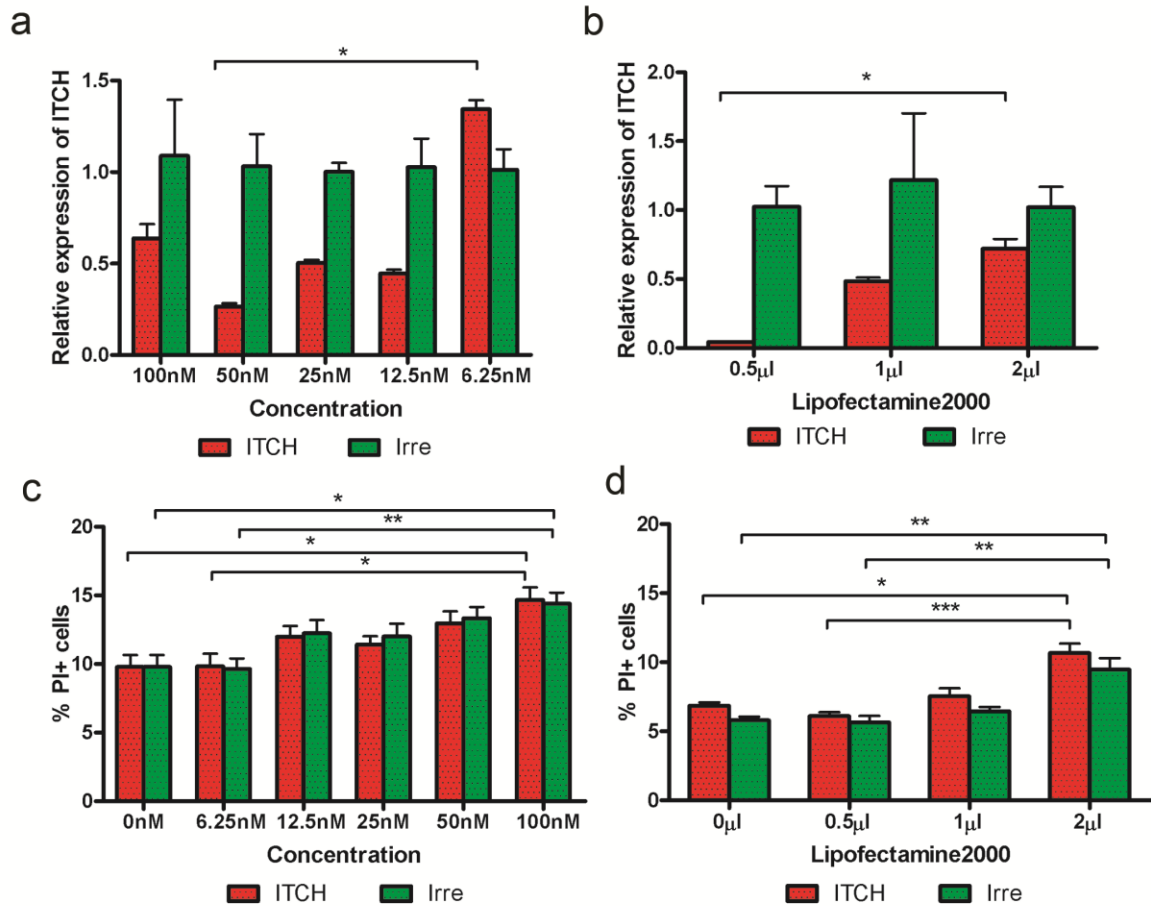 a
*
Relative expression of ITCH
1.5
1.0
0.5
0.0
100nM 50nM 25nM 12.5nM 6.25nM
Concentration
ITCH Irre
b
*
Relative expression of ITCH
2.0
1.5
1.0
0.5
0.0
0.5μl 1μl 2μl
Lipofectamine2000
ITCH Irre
c
*
**
*
*
% PI+ cells
20
15
10
5
0
0nM 6.25nM 12.5nM 25nM 50nM 100nM
Concentration
ITCH Irre
d
**
**
*
***
% PI+ cells
20
15
10
5
0
0μl 0.5μl 1μl 2μl
Lipofectamine2000
ITCH Irre